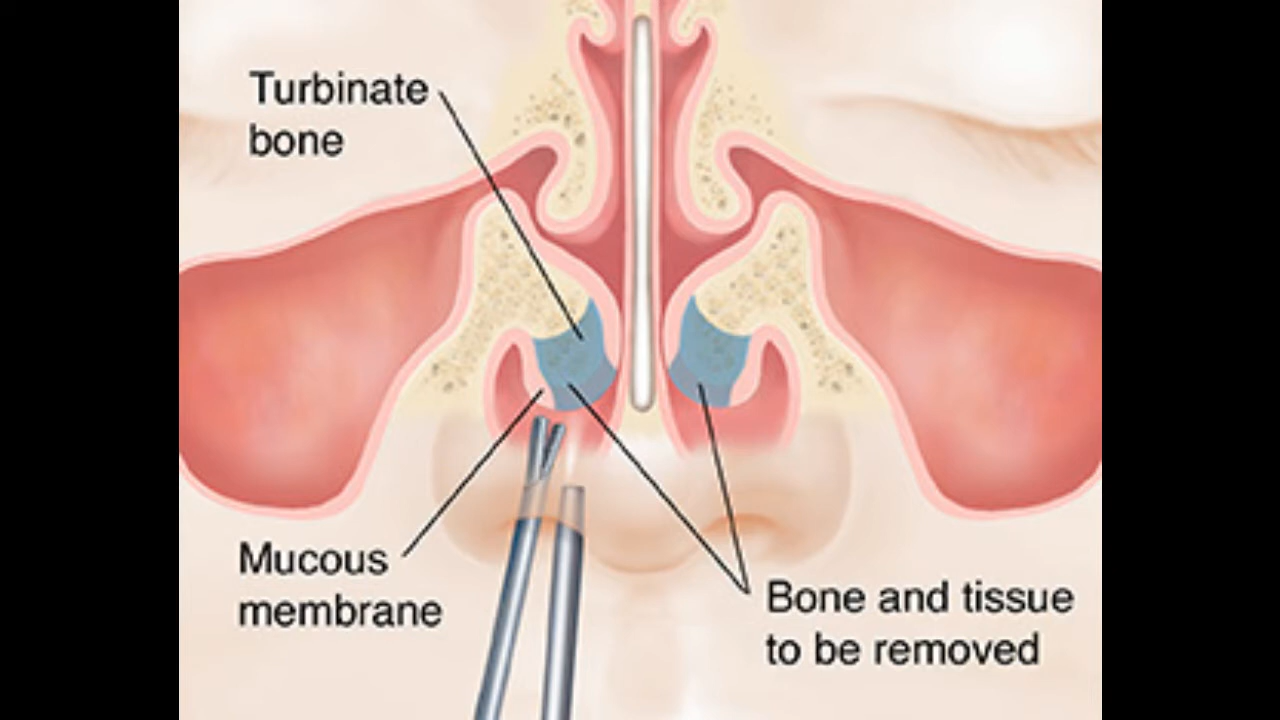 Turbinate
bone
Mucous
membrane
Bone and tissue
to be removed